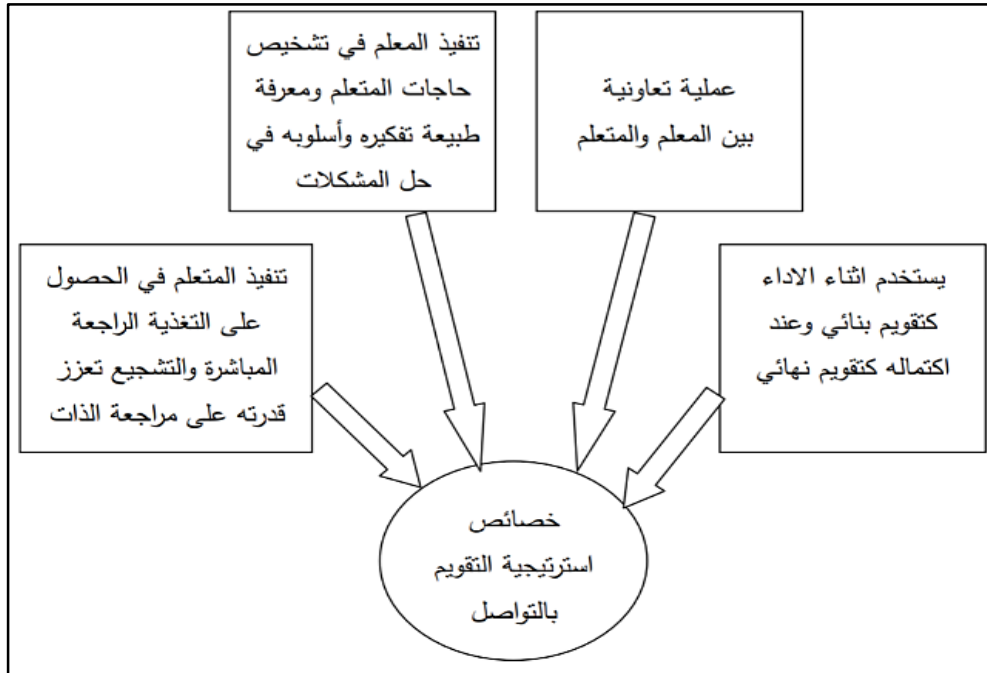 عملية تعاونية
بين المعلم والمتعلم
تنفيذ المعلم في تشخيص
حاجات المتعلم ومعرفة
طبيعة تفكيره وأسلوبه في
حل المشكلات
يستخدم اثناء الاداء
كتقويم بنائي وعند
اكتماله كتقويم نهائي
تنفيذ المتعلم في الحصول
على التغذية الراجعة
المباشرة والتشجيع تعزز
قدرته على مراجعة الذات
خصائص
استرتيجية التقويم
بالتواصل